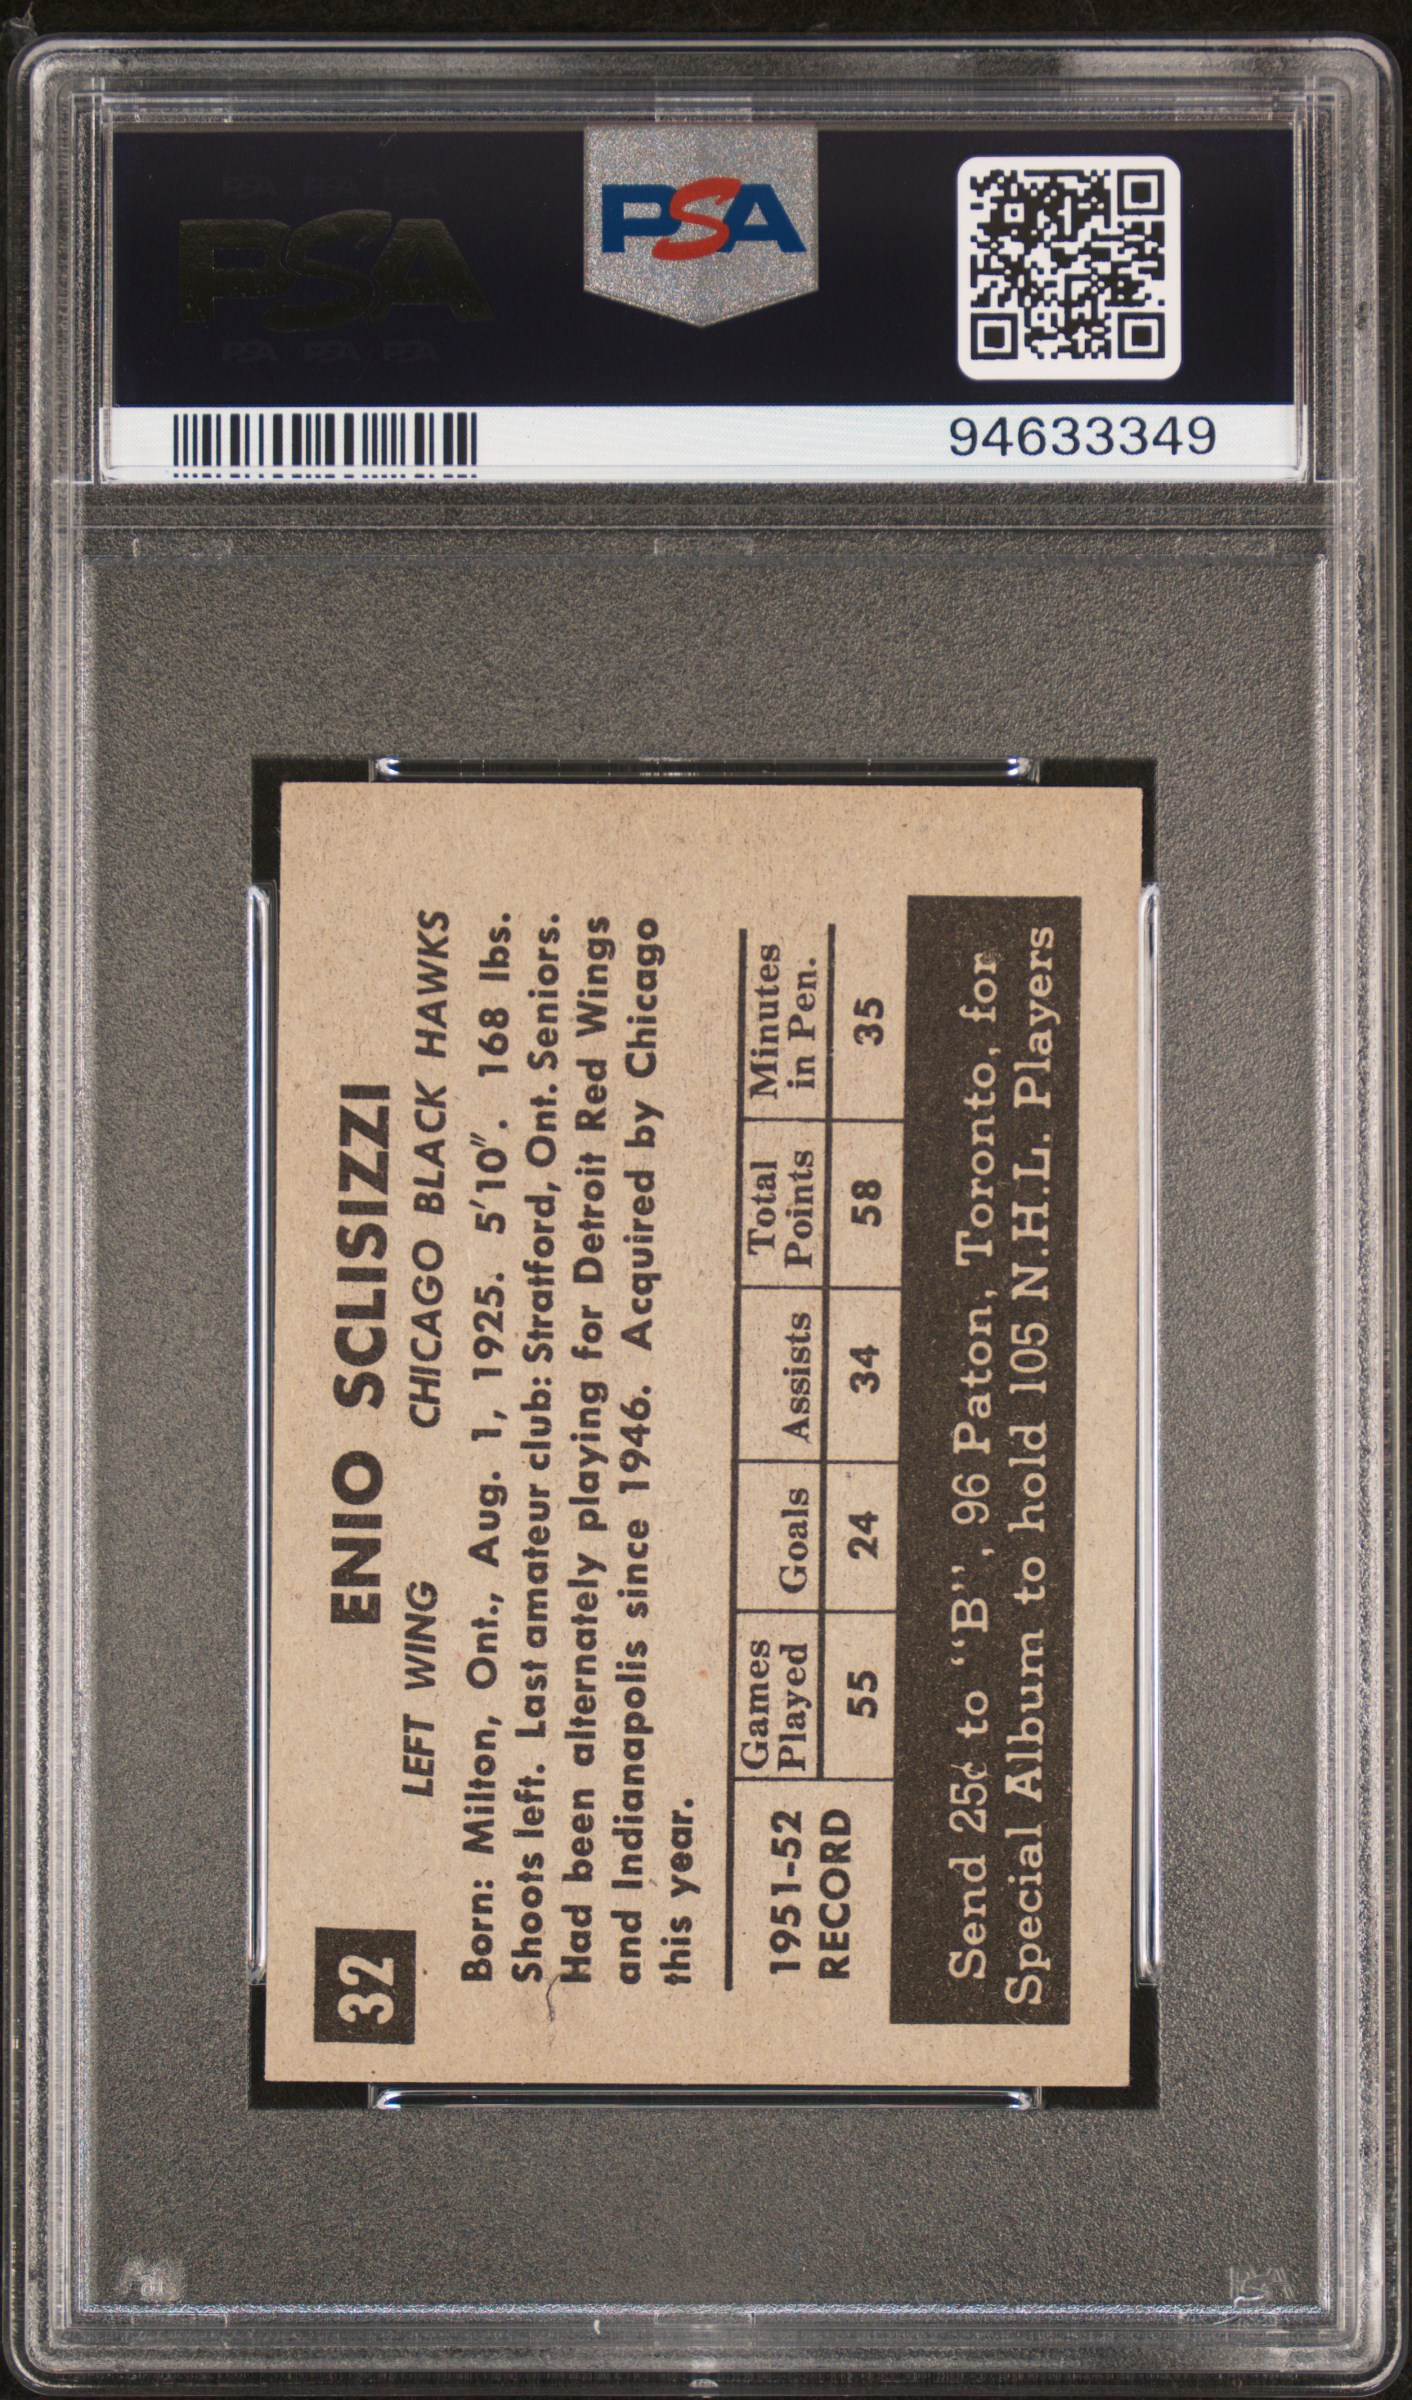 PSA PSA PSA
PSA
PSA PSA PSA
PSA
94633349
32
ENIO SCLISIZZI
LEFT WING CHICAGO BLACK HAWKS
Born: Milton, Ont., Aug. 1, 1925. 5'10". 168 lbs.
Shoots left. Last amateur club: Stratford, Ont. Seniors.
Had been alternately playing for Detroit Red Wings
and Indianapolis since 1946. Acquired by Chicago
this year.
1951-52 RECORD
Games Played Goals Assists Total Points Minutes in Pen.
55 24 34 58 35
Send 25¢ to "B", 96 Paton, Toronto, for
Special Album to hold 105 N.H.L. Players
PSA